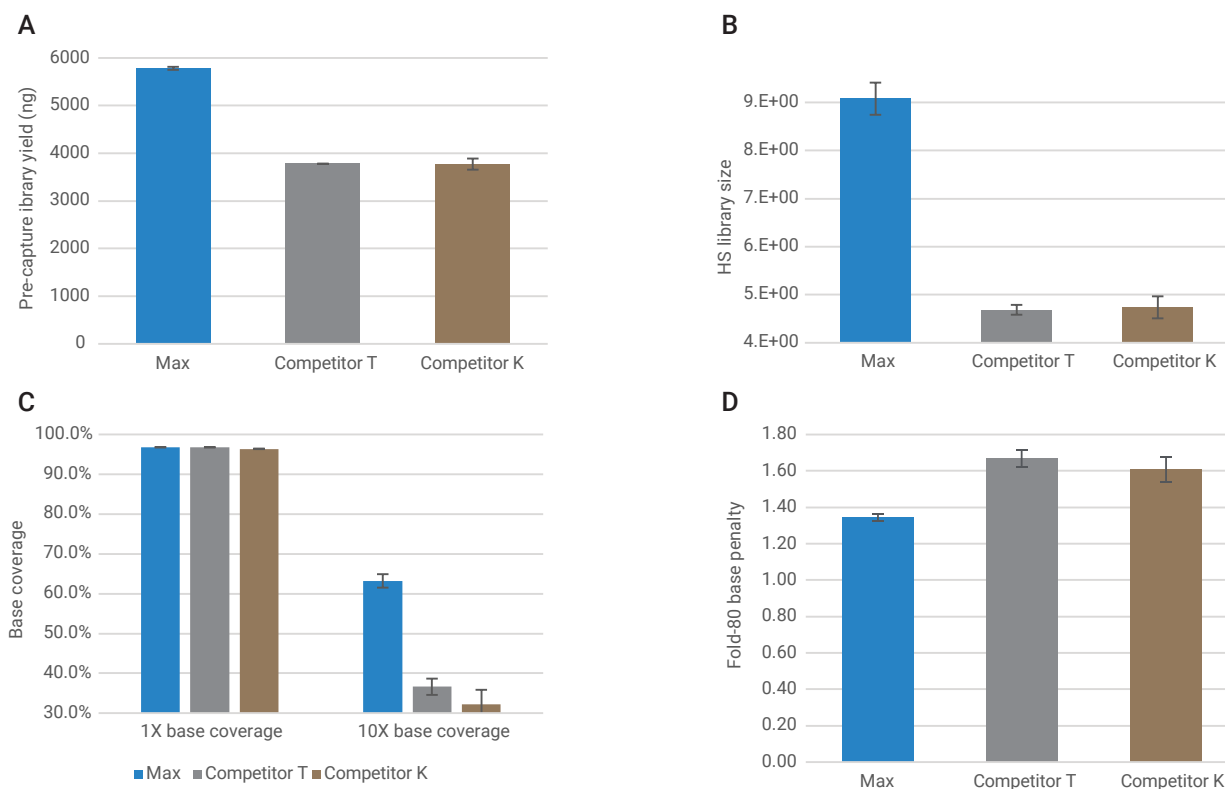 A
Pre-capture ibrary yield (ng)
6000
5000
4000
3000
2000
1000
0
Max Competitor T Competitor K
B
HS library size
9.E+00
8.E+00
7.E+00
6.E+00
5.E+00
4.E+00
Max Competitor T Competitor K
C
Base coverage
100.0%
90.0%
80.0%
70.0%
60.0%
50.0%
40.0%
30.0%
1X base coverage 10X base coverage
Max Competitor T Competitor K
D
Fold-80 base penalty
1.80
1.60
1.40
1.20
1.00
0.80
0.60
0.40
0.20
0.00
Max Competitor T Competitor K